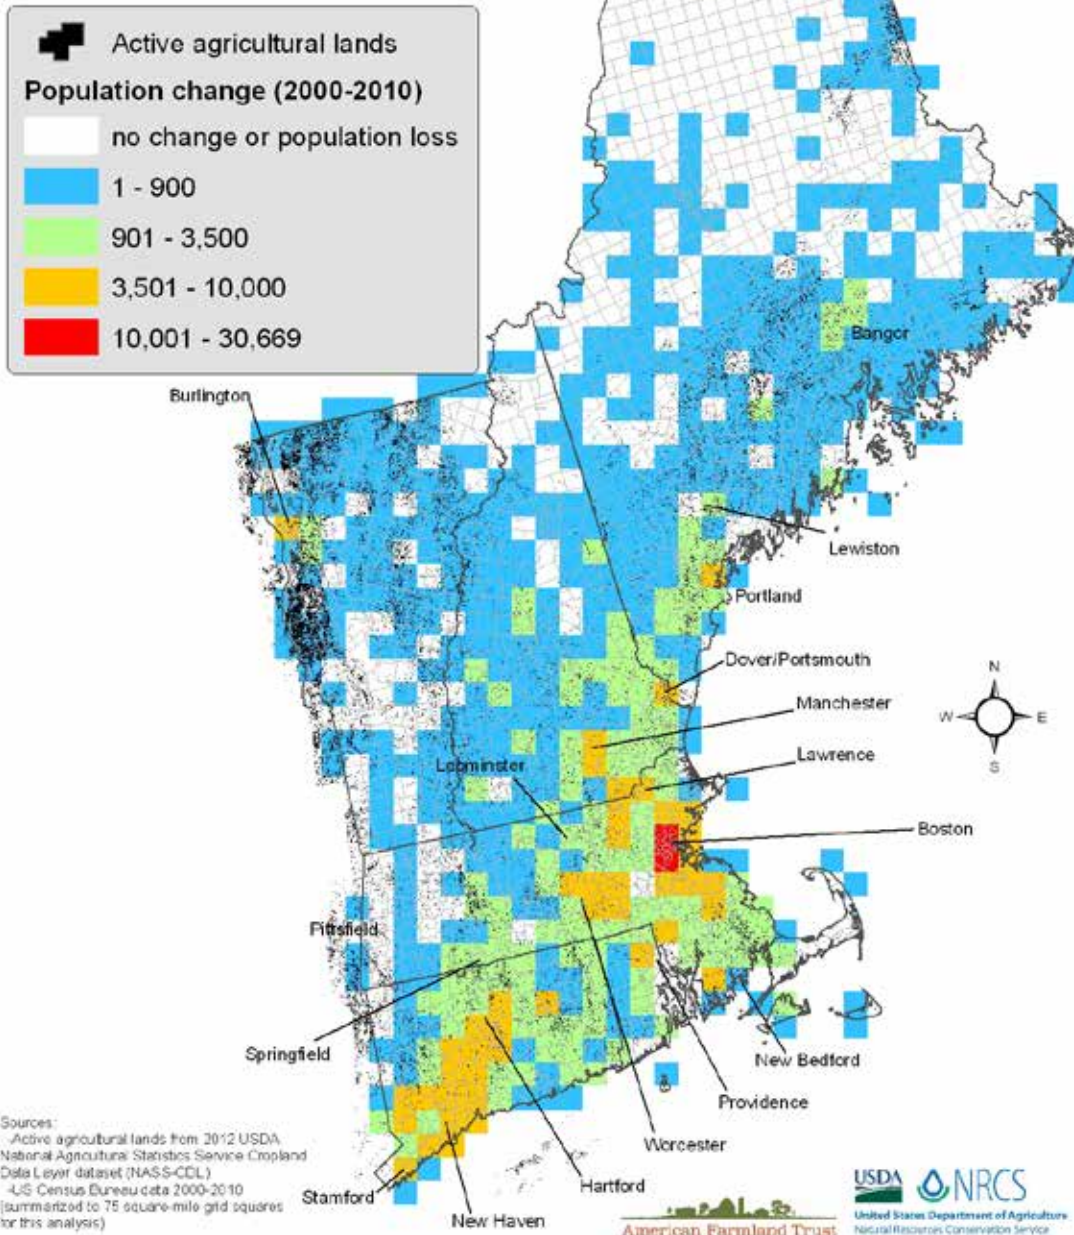 Active agricultural lands
Population change (2000-2010)
no change or population loss
1 - 900
901 - 3,500
3,501 - 10,000
10,001 - 30,669
Bangor
Burlington
Lewiston
Portland
Dover/Portsmouth
N
W E
S
Manchester
Lawrence
Leominster
Boston
Pittsfield
Springfield
New Bedford
Providence
Worcester
Stamford
Hartford
New Haven
Sources:
-Active agricultural lands from 2012 USDA
National Agricultural Statistics Service Cropland
Data Layer dataset (NASS-CDL)
-US Census Bureau data 2000-2010
(summarized to 75 square-mile grid squares
for this analysis)
American Farmland Trust
USDA NRCS
United States Department of Agriculture
Natural Resources Conservation Service